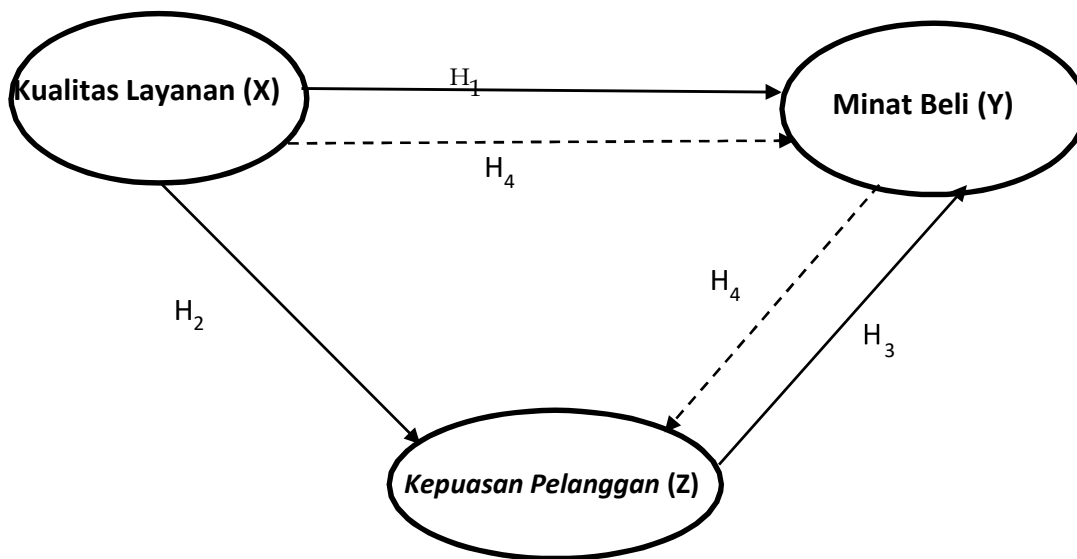 Kualitas Layanan (X)
H₁
Minat Beli (Y)
H₄
H₄
H₂
H₃
Kepuasan Pelanggan (Z)